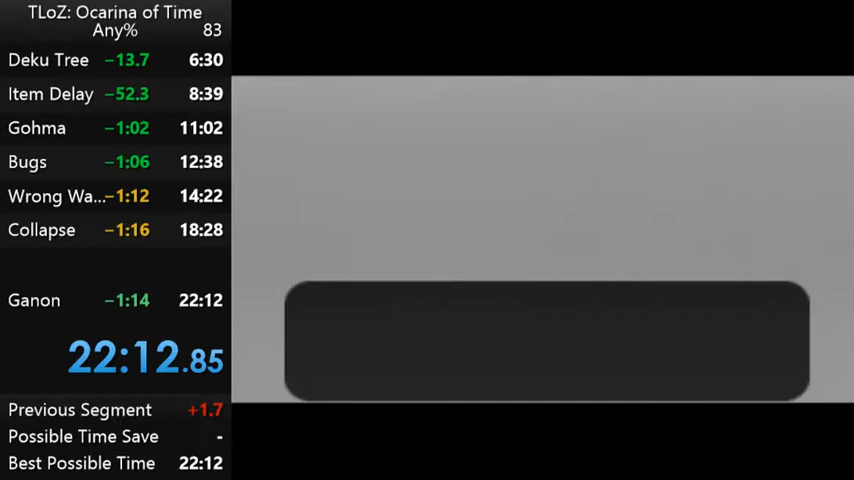 TLoZ: Ocarina of Time
Any% 83
Deku Tree −13.7 6:30
Item Delay −52.3 8:39
Gohma −1:02 11:02
Bugs −1:06 12:38
Wrong Wa... −1:12 14:22
Collapse −1:16 18:28
Ganon −1:14 22:12
22:12.85
Previous Segment +1.7
Possible Time Save -
Best Possible Time 22:12